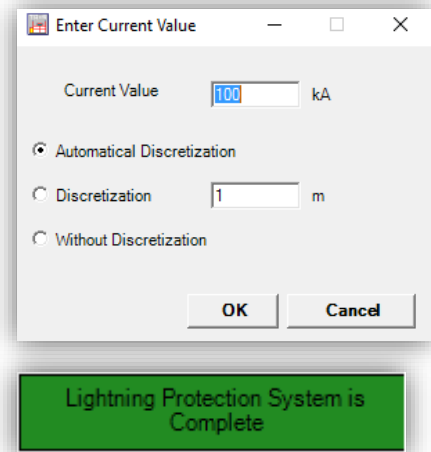 Enter Current Value
Current Value 100 kA
Automatical Discretization
Discretization 1 m
Without Discretization
OK Cancel
Lightning Protection System is
Complete